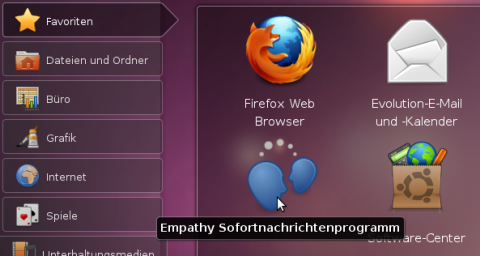 Favoriten
Dateien und Ordner
Büro
Grafik
Internet
Spiele
Unterhaltungsmedien
Firefox Web
Browser
Evolution-E-Mail
und -Kalender
Empathy Sofortnachrichtenprogramm
Software-Center